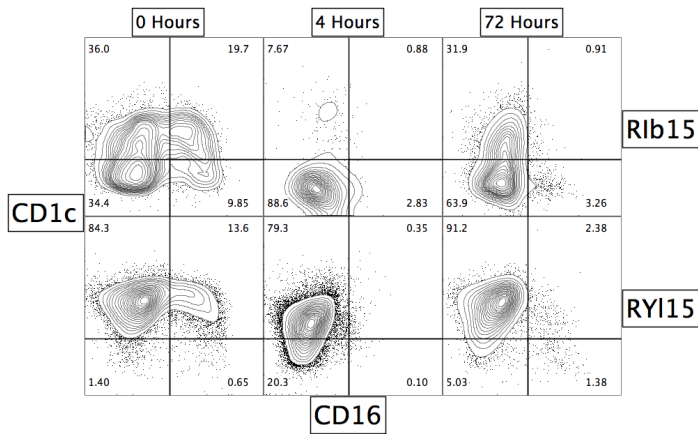 0 Hours 4 Hours 72 Hours
36.0 19.7 7.67 0.88 31.9 0.91
RIb15
34.4 9.85 88.6 2.83 63.9 3.26
CD1c
84.3 13.6 79.3 0.35 91.2 2.38
RYl15
1.40 0.65 20.3 0.10 5.03 1.38
CD16